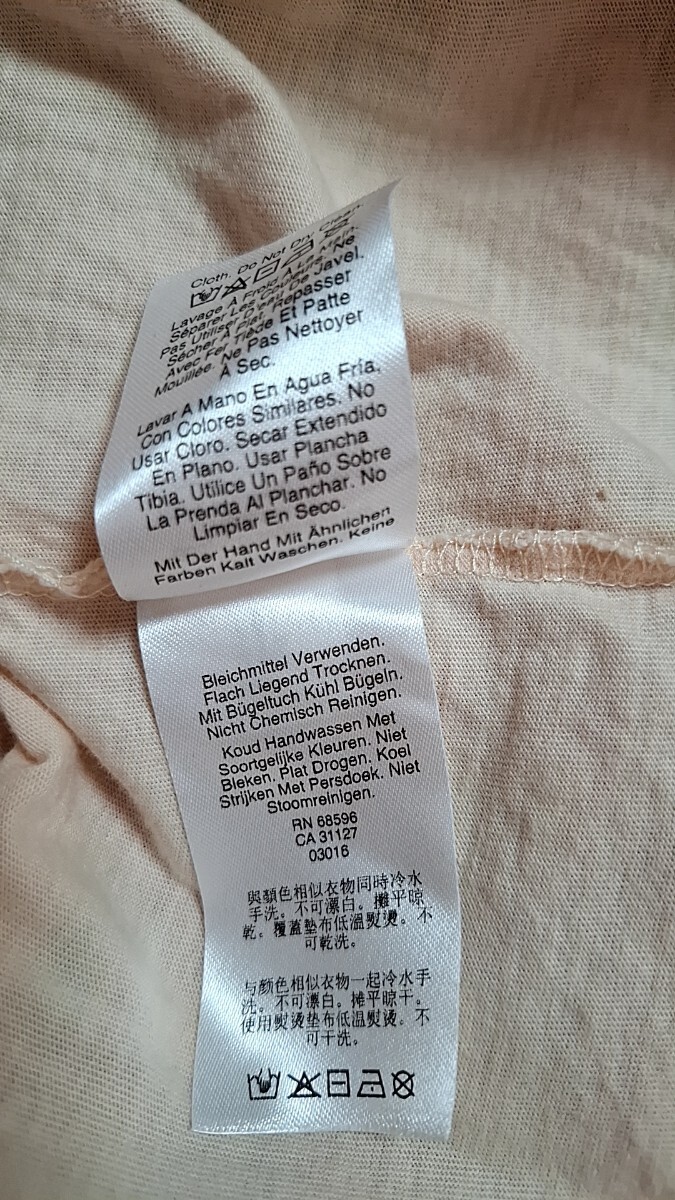 Cloth. Do Not Dry Clean.
Lavage À Froid À La Main.
Séparer Les Couleurs. Ne
Pas Utiliser D'eau De Javel.
Sécher À Plat. Repasser
Avec Fer Tiède Et Patte
Mouillée. Ne Pas Nettoyer
À Sec.
Lavar A Mano En Agua Fría,
Con Colores Similares. No
Usar Cloro. Secar Extendido
En Plano. Usar Plancha
Tibia. Utilice Un Paño Sobre
La Prenda Al Planchar. No
Limpiar En Seco.
Mit Der Hand Mit Ähnlichen
Farben Kalt Waschen. Keine
Bleichmittel Verwenden.
Flach Liegend Trocknen.
Mit Bügeltuch Kühl Bügeln.
Nicht Chemisch Reinigen.
Koud Handwassen Met
Soortgelijke Kleuren. Niet
Bleken. Plat Drogen. Koel
Strijken Met Persdoek. Niet
Stoomreinigen.
RN 68596
CA 31127
03016
與顏色相似衣物同時冷水
手洗。不可漂白。攤平晾
乾。覆蓋墊布低溫熨燙。不
可乾洗。
与颜色相似衣物一起冷水手
洗。不可漂白。摊平晾干。
使用熨烫垫布低温熨烫。不
可干洗。